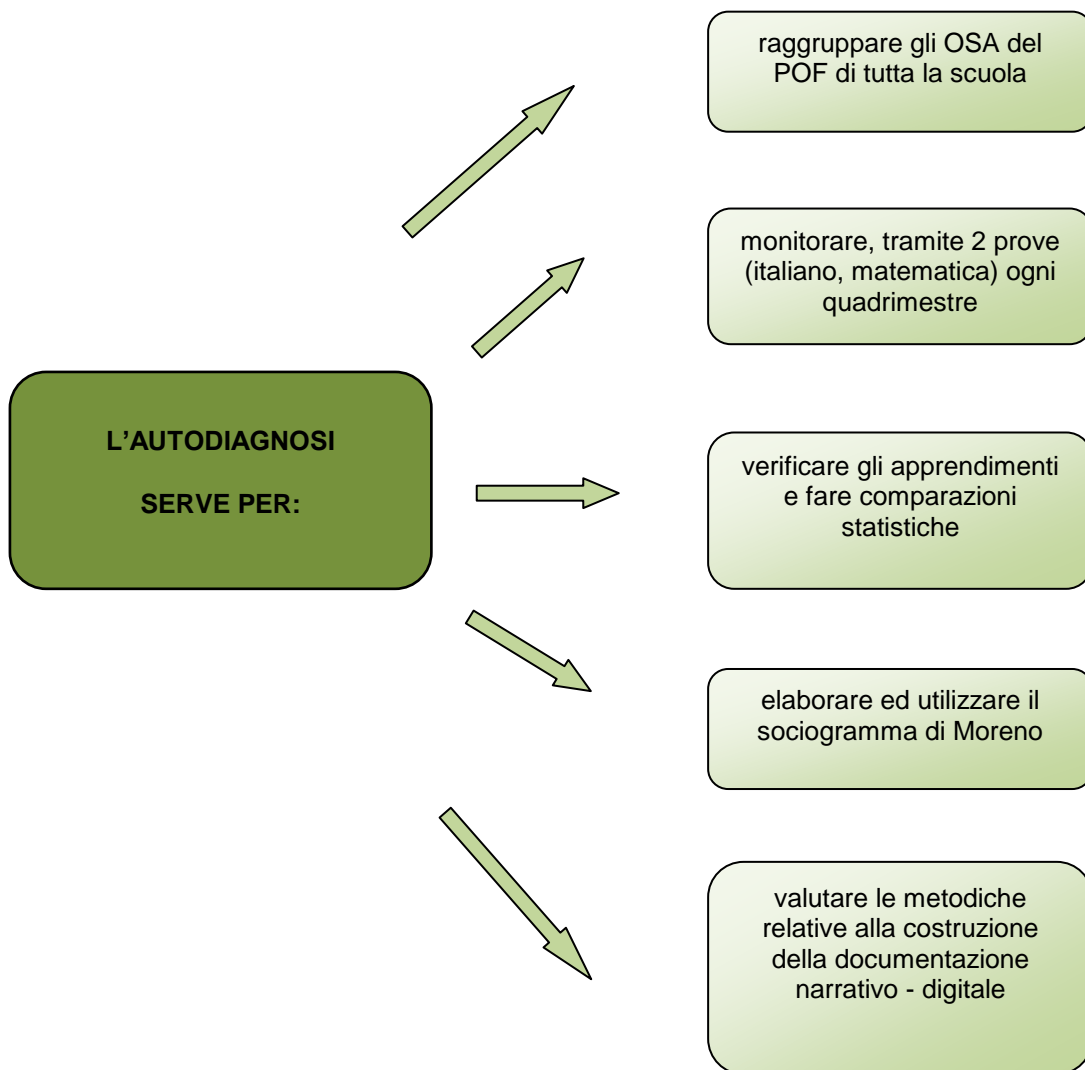 raggruppare gli OSA del
POF di tutta la scuola
monitorare, tramite 2 prove
(italiano, matematica) ogni
quadrimestre
L’AUTODIAGNOSI
SERVE PER:
verificare gli apprendimenti
e fare comparazioni
statistiche
elaborare ed utilizzare il
sociogramma di Moreno
valutare le metodiche
relative alla costruzione
della documentazione
narrativo - digitale